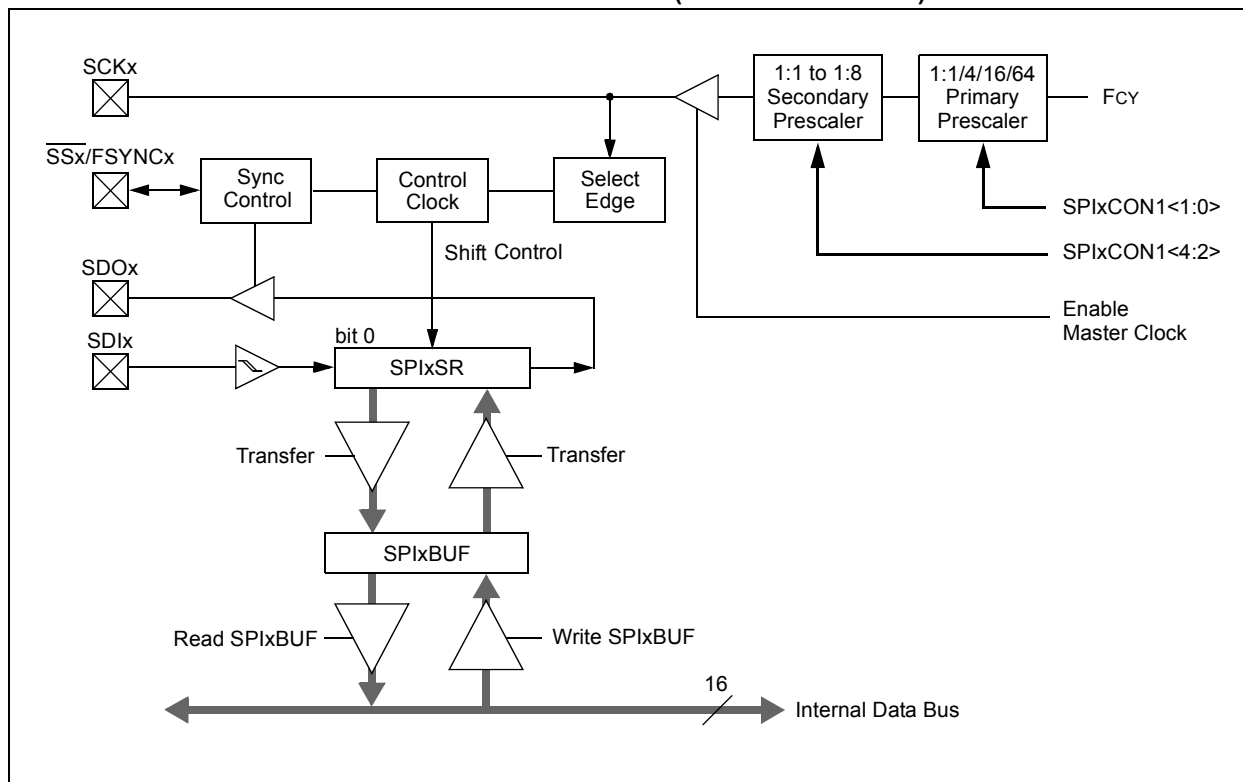 SCKx
1:1 to 1:8
Secondary
Prescaler
1:1/4/16/64
Primary
Prescaler
FCY
SSx/FSYNCx
Sync
Control
Control
Clock
Select
Edge
SPIxCON1<1:0>
Shift Control
SPIxCON1<4:2>
SDOx
Enable
Master Clock
SDIx
bit 0
SPIxSR
Transfer
Transfer
SPIxBUF
Read SPIxBUF
Write SPIxBUF
16
Internal Data Bus